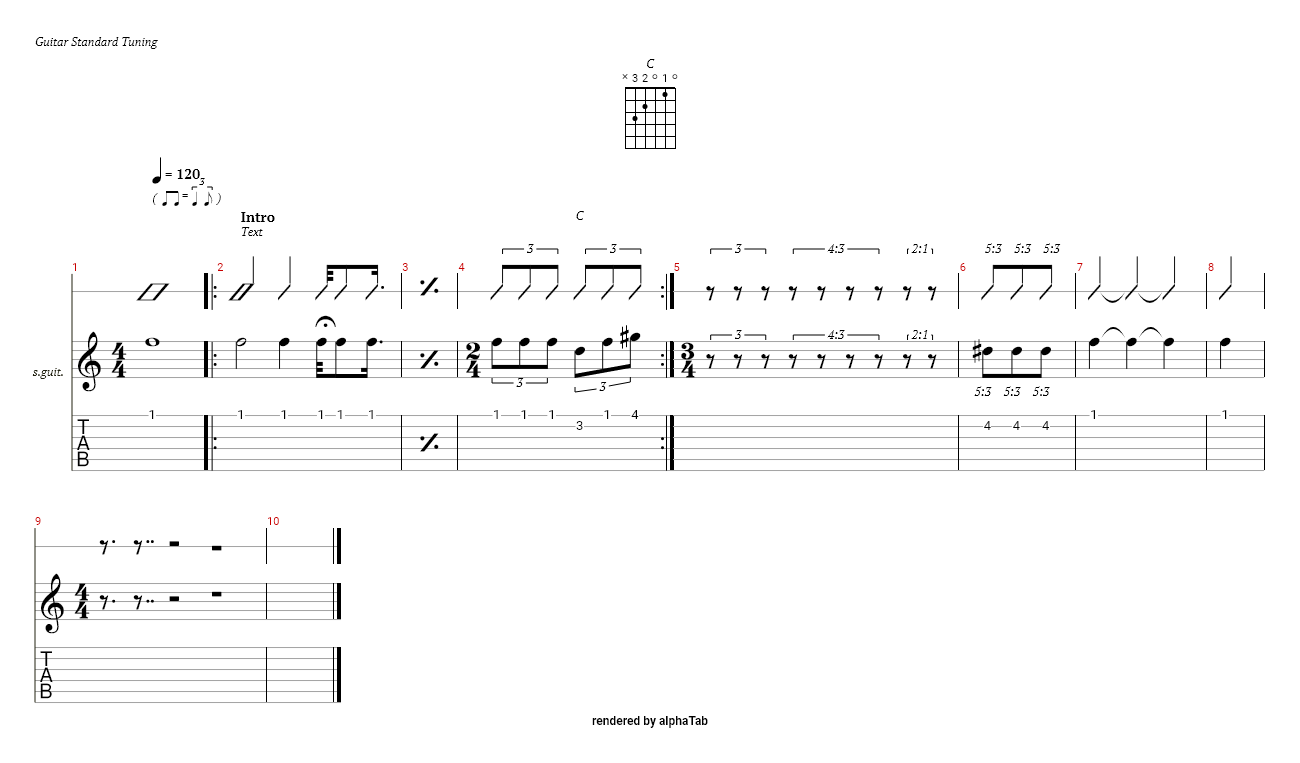 Guitar Standard Tuning
C
× 3 2 ○ 1 ○
= 120
( = 3 )
Intro
Text
C
1 2 3 4 5 6 7 8
3 3 3 4:3 2:1 5:3 5:3 5:3
s.guit.
4 4 2 4 3 4
3 4:3 2:1
3 3 5:3 5:3 5:3
T A B
1 1 1 1 1 1 1 1 1 3 1 4 4 4 4 1 1
9 10
4 4
T A B
rendered by alphaTab